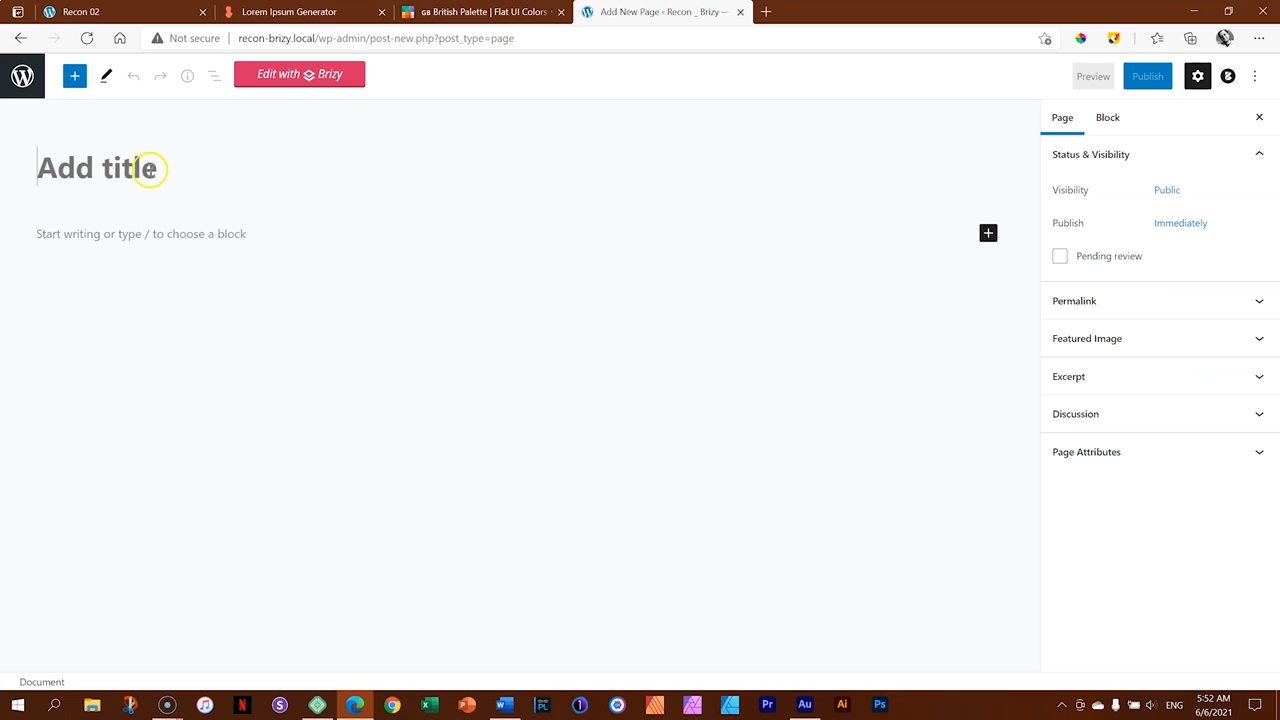 Recon 02
Lorem Ipsum Generator
GB British Palette | Flat UI Colors
Add New Page ‹ Recon _ Brizy —
Not secure
recon-brizy.local/wp-admin/post-new.php?post_type=page
Edit with Brizy
Preview
Publish
Page
Block
Add title
Status & Visibility
Visibility
Public
Start writing or type / to choose a block
Publish
Immediately
Pending review
Permalink
Featured Image
Excerpt
Discussion
Page Attributes
Document
ENG
5:52 AM
6/6/2021